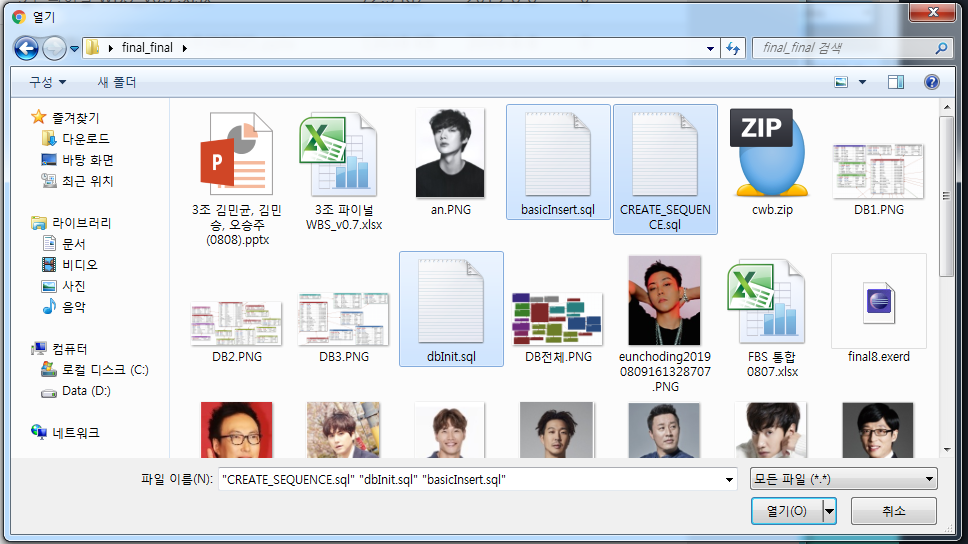 열기
final_final
final_final 검색
구성
새 폴더
즐겨찾기
다운로드
바탕 화면
최근 위치
라이브러리
문서
비디오
사진
음악
컴퓨터
로컬 디스크 (C:)
Data (D:)
네트워크
P
3조 김민균, 김민
승, 오승주
(0808).pptx
X
3조 파이널
WBS_v0.7.xlsx
an.PNG
basicInsert.sql
CREATE_SEQUEN
CE.sql
ZIP
cwb.zip
DB1.PNG
DB2.PNG
DB3.PNG
dbInit.sql
DB전체.PNG
eunchoding2019
0809161328707
.PNG
X
FBS 통합
0807.xlsx
final8.exerd
파일 이름(N):
"CREATE_SEQUENCE.sql" "dbInit.sql" "basicInsert.sql"
모든 파일 (*.*)
열기(O)
취소